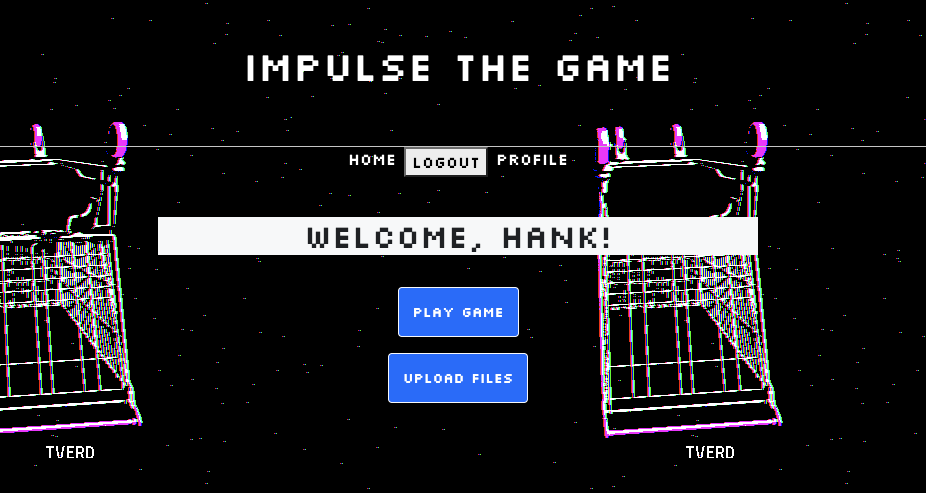 IMPULSE THE GAME
HOME LOGOUT PROFILE
WELCOME, HANK!
PLAY GAME
UPLOAD FILES
TVERD TVERD